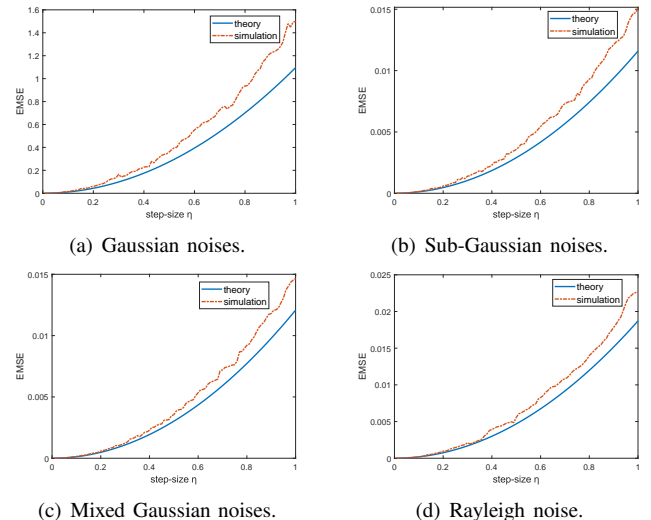 1.6
1.4
1.2
1
0.8
0.6
0.4
0.2
0
EMSE
theory
simulation
0 0.2 0.4 0.6 0.8 1
step-size η
(a) Gaussian noises.
0.015
0.01
0.005
0
EMSE
theory
simulation
0 0.2 0.4 0.6 0.8 1
step-size η
(b) Sub-Gaussian noises.
0.015
0.01
0.005
0
EMSE
theory
simulation
0 0.2 0.4 0.6 0.8 1
step-size η
(c) Mixed Gaussian noises.
0.025
0.02
0.015
0.01
0.005
0
EMSE
theory
simulation
0 0.2 0.4 0.6 0.8 1
step-size η
(d) Rayleigh noise.